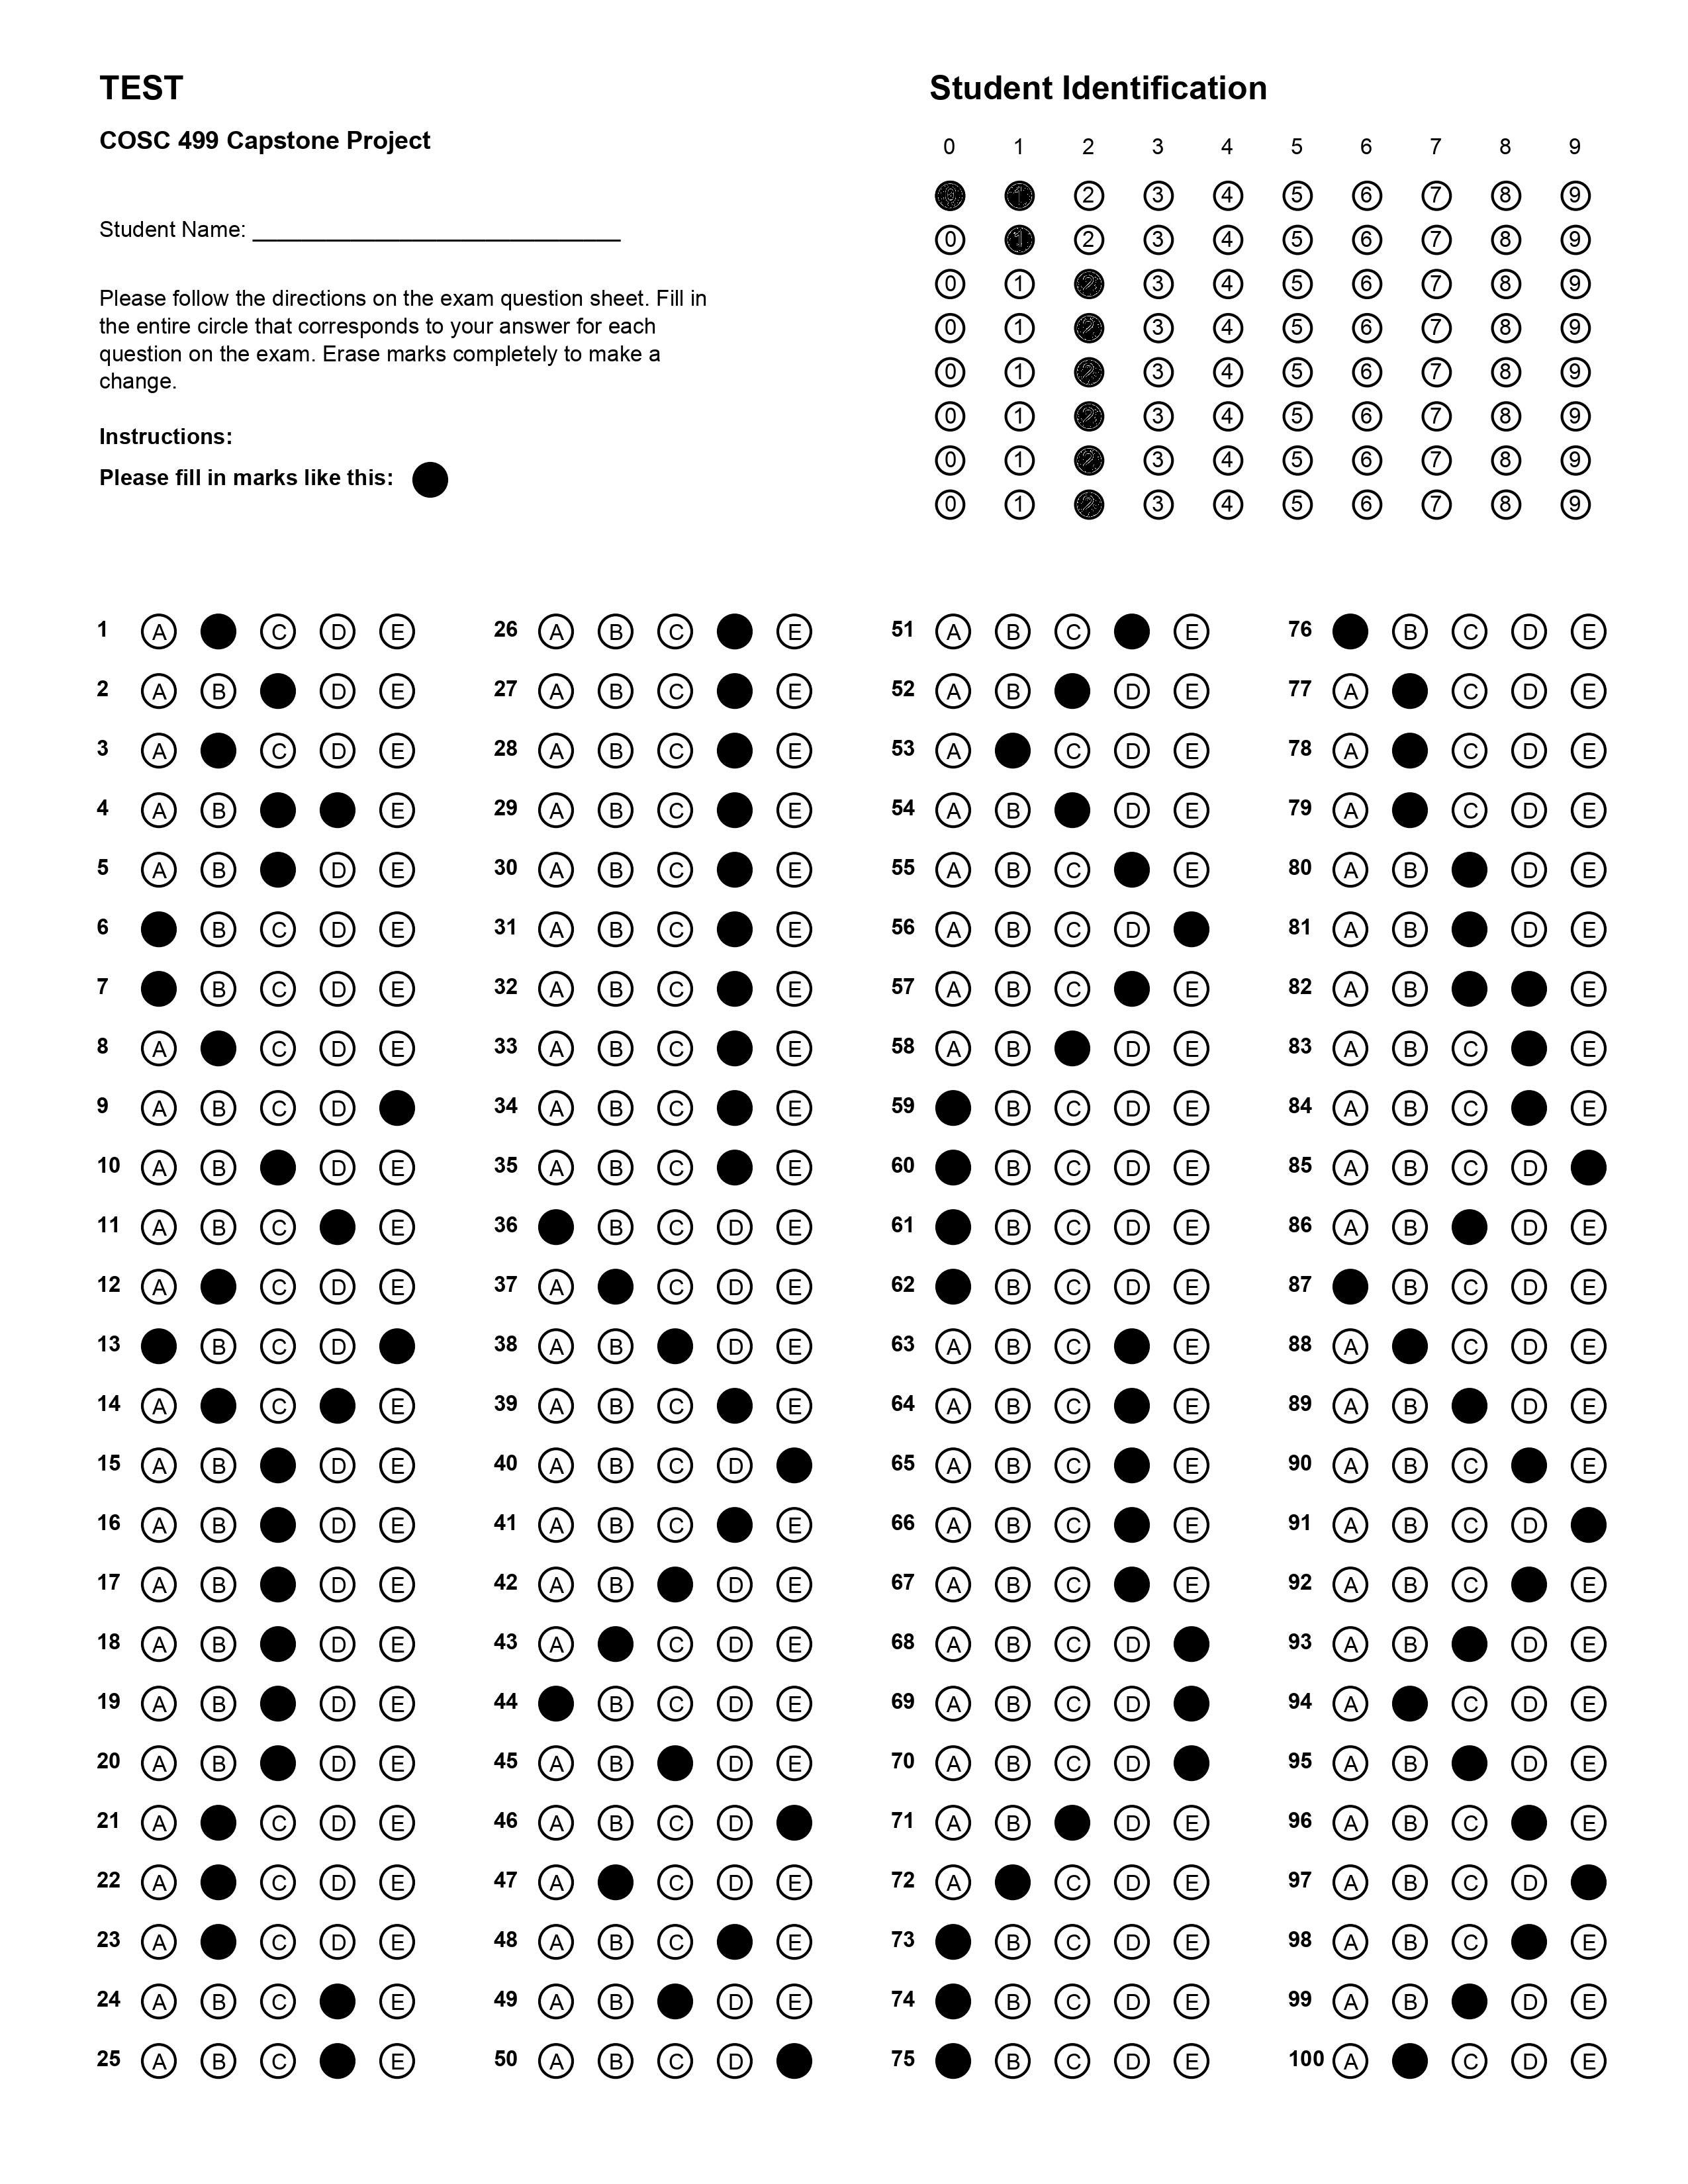 TEST
COSC 499 Capstone Project
Student Name: ______________________________
Please follow the directions on the exam question sheet. Fill in
the entire circle that corresponds to your answer for each
question on the exam. Erase marks completely to make a
change.
Instructions:
Please fill in marks like this:
Student Identification
0 1 2 3 4 5 6 7 8 9
0 1 2 3 4 5 6 7 8 9
0 1 2 3 4 5 6 7 8 9
0 1 2 3 4 5 6 7 8 9
0 1 2 3 4 5 6 7 8 9
0 1 2 3 4 5 6 7 8 9
0 1 2 3 4 5 6 7 8 9
0 1 2 3 4 5 6 7 8 9
0 1 2 3 4 5 6 7 8 9
1 A C D E
2 A B D E
3 A C D E
4 A B E
5 A B D E
6 B C D E
7 B C D E
8 A C D E
9 A B C D
10 A B D E
11 A B C E
12 A C D E
13 B C D
14 A C E
15 A B D E
16 A B D E
17 A B D E
18 A B D E
19 A B D E
20 A B D E
21 A C D E
22 A C D E
23 A C D E
24 A B C E
25 A B C E
26 A B C E
27 A B C E
28 A B C E
29 A B C E
30 A B C E
31 A B C E
32 A B C E
33 A B C E
34 A B C E
35 A B C E
36 B C D E
37 A C D E
38 A B D E
39 A B C E
40 A B C D
41 A B C E
42 A B D E
43 A C D E
44 B C D E
45 A B D E
46 A B C D
47 A C D E
48 A B C E
49 A B D E
50 A B C D
51 A B C E
52 A B D E
53 A C D E
54 A B D E
55 A B C E
56 A B C D
57 A B C E
58 A B D E
59 B C D E
60 B C D E
61 B C D E
62 B C D E
63 A B C E
64 A B C E
65 A B C E
66 A B C E
67 A B C E
68 A B C D
69 A B C D
70 A B C D
71 A B D E
72 A C D E
73 B C D E
74 B C D E
75 B C D E
76 B C D E
77 A C D E
78 A C D E
79 A C D E
80 A B D E
81 A B D E
82 A B E
83 A B C E
84 A B C E
85 A B C D
86 A B D E
87 B C D E
88 A C D E
89 A B D E
90 A B C E
91 A B C D
92 A B C E
93 A B D E
94 A C D E
95 A B D E
96 A B C E
97 A B C D
98 A B C E
99 A B D E
100 A C D E